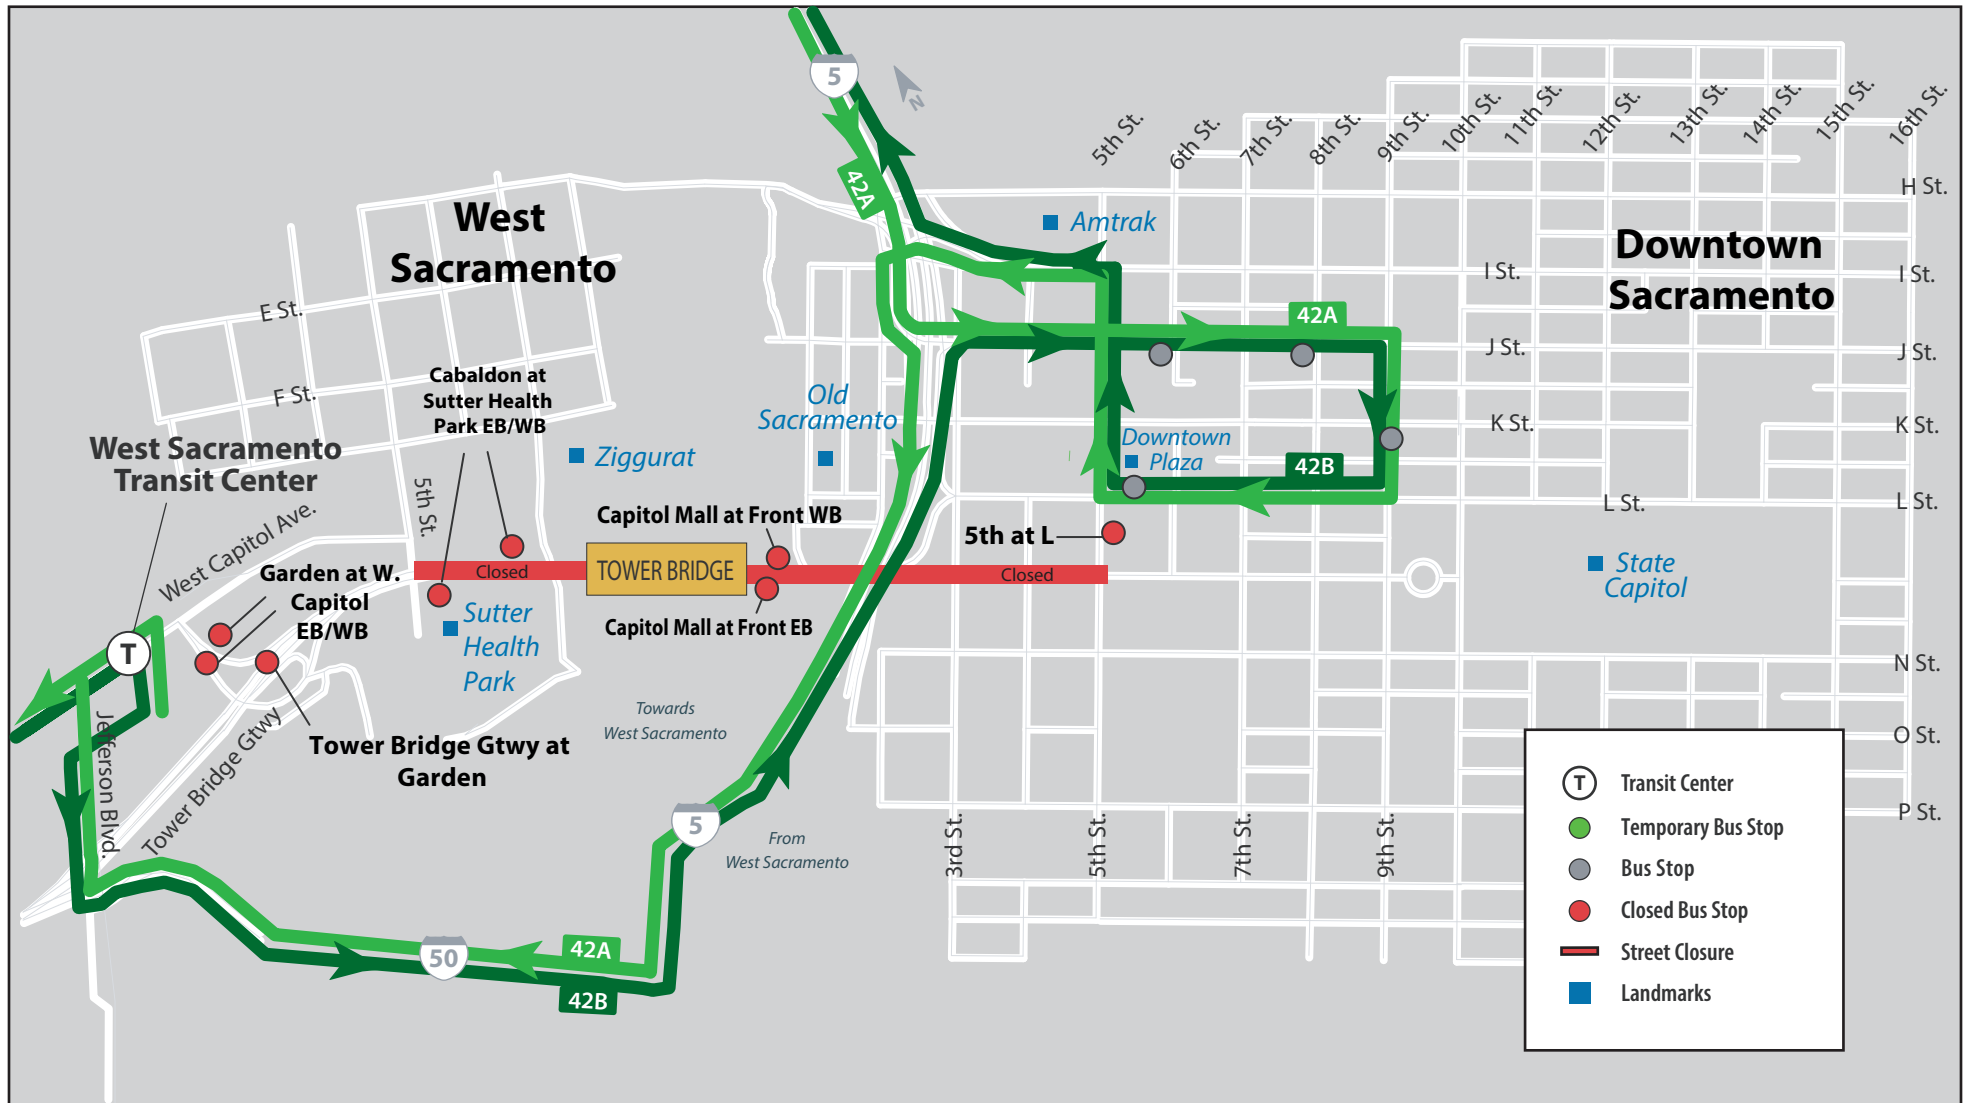 5
N
5th St.
6th St.
7th St.
8th St.
9th St.
10th St.
11th St.
12th St.
13th St.
14th St.
15th St.
16th St.
42A
West
Sacramento
Amtrak
Downtown
Sacramento
H St.
I St.
I St.
E St.
42A
J St.
J St.
F St.
Cabaldon at
Sutter Health
Park EB/WB
Old
Sacramento
K St.
K St.
West Sacramento
Transit Center
Ziggurat
Downtown
Plaza
42B
5th St.
L St.
L St.
West Capitol Ave.
Capitol Mall at Front WB
5th at L
Garden at W.
Capitol
EB/WB
Closed
TOWER BRIDGE
Closed
State
Capitol
Sutter
Health
Park
Capitol Mall at Front EB
T
N St.
Towards
West Sacramento
Jefferson Blvd.
Tower Bridge Gtwy
Tower Bridge Gtwy at
Garden
O St.
5
From
West Sacramento
3rd St.
5th St.
7th St.
9th St.
P St.
50
42A
42B
T
Transit Center
Temporary Bus Stop
Bus Stop
Closed Bus Stop
Street Closure
Landmarks